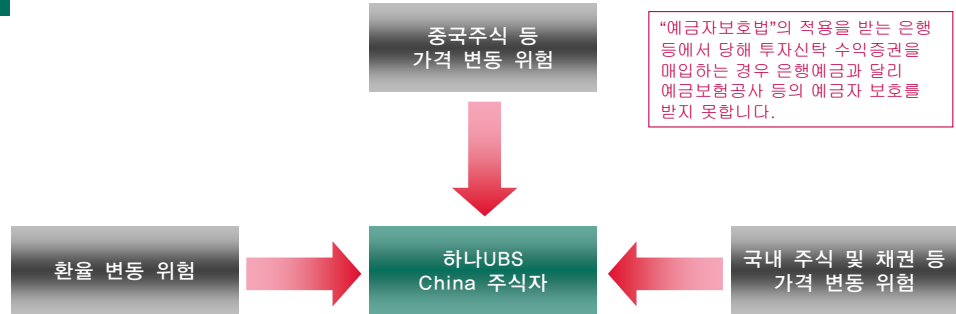 중국주식 등
가격 변동 위험
“예금자보호법”의 적용을 받는 은행
등에서 당해 투자신탁 수익증권을
매입하는 경우 은행예금과 달리
예금보험공사 등의 예금자 보호를
받지 못합니다.
환율 변동 위험
하나UBS
China 주식자
국내 주식 및 채권 등
가격 변동 위험